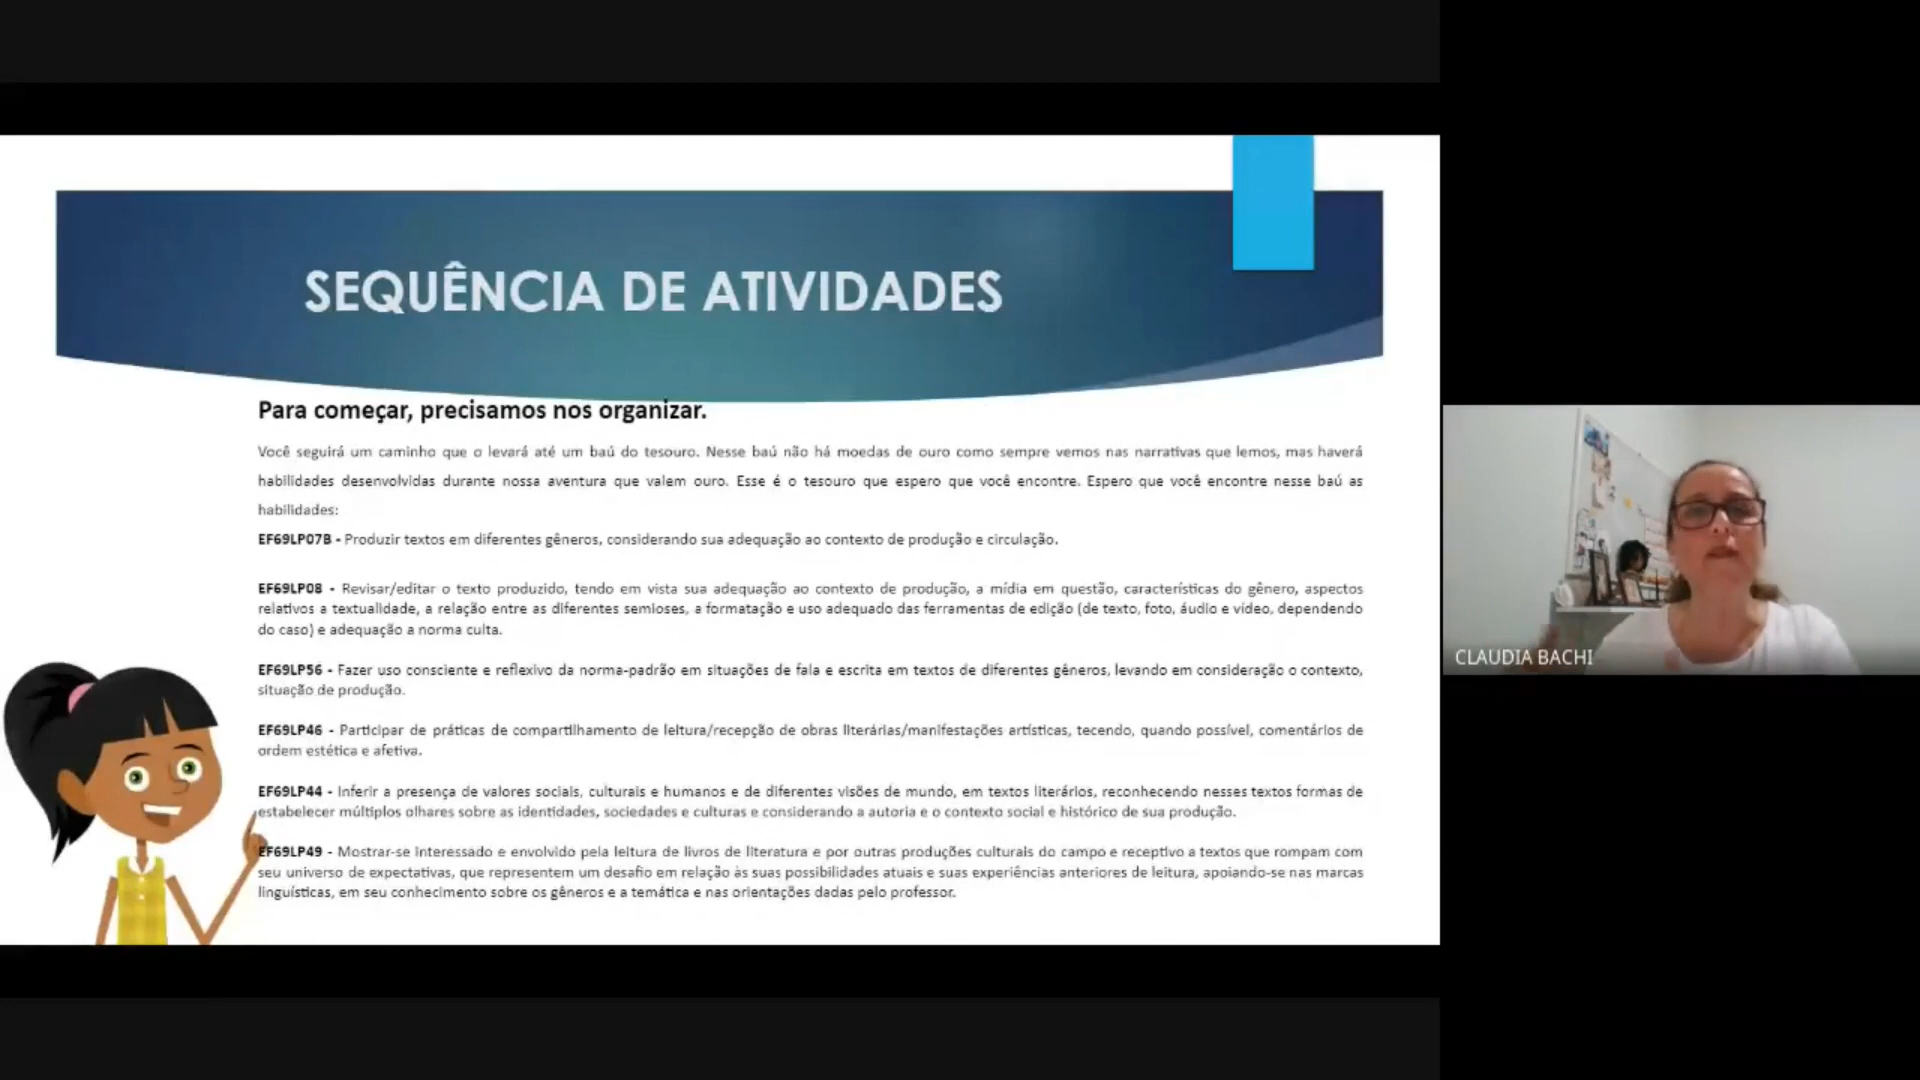 SEQUÊNCIA DE ATIVIDADES
Para começar, precisamos nos organizar.
Você seguirá um caminho que o levará até um baú do tesouro. Nesse baú não há moedas de ouro como sempre vemos nas narrativas que lemos, mas haverá
habilidades desenvolvidas durante nossa aventura que valem ouro. Esse é o tesouro que espero que você encontre. Espero que você encontre nesse baú as
habilidades:
EF69LP07B - Produzir textos em diferentes gêneros, considerando sua adequação ao contexto de produção e circulação.
EF69LP08 - Revisar/editar o texto produzido, tendo em vista sua adequação ao contexto de produção, a mídia em questão, características do gênero, aspectos
relativos a textualidade, a relação entre as diferentes semioses, a formatação e uso adequado das ferramentas de edição (de texto, foto, áudio e vídeo, dependendo
do caso) e adequação a norma culta.
EF69LP56 - Fazer uso consciente e reflexivo da norma-padrão em situações de fala e escrita em textos de diferentes gêneros, levando em consideração o contexto,
situação de produção.
EF69LP46 - Participar de práticas de compartilhamento de leitura/recepção de obras literárias/manifestações artísticas, tecendo, quando possível, comentários de
ordem estética e afetiva.
EF69LP44 - Inferir a presença de valores sociais, culturais e humanos e de diferentes visões de mundo, em textos literários, reconhecendo nesses textos formas de
estabelecer múltiplos olhares sobre as identidades, sociedades e culturas e considerando a autoria e o contexto social e histórico de sua produção.
EF69LP49 - Mostrar-se interessado e envolvido pela leitura de livros de literatura e por outras produções culturais do campo e receptivo a textos que rompam com
seu universo de expectativas, que representem um desafio em relação às suas possibilidades atuais e suas experiências anteriores de leitura, apoiando-se nas marcas
linguísticas, em seu conhecimento sobre os gêneros e a temática e nas orientações dadas pelo professor.
CLAUDIA BACHI